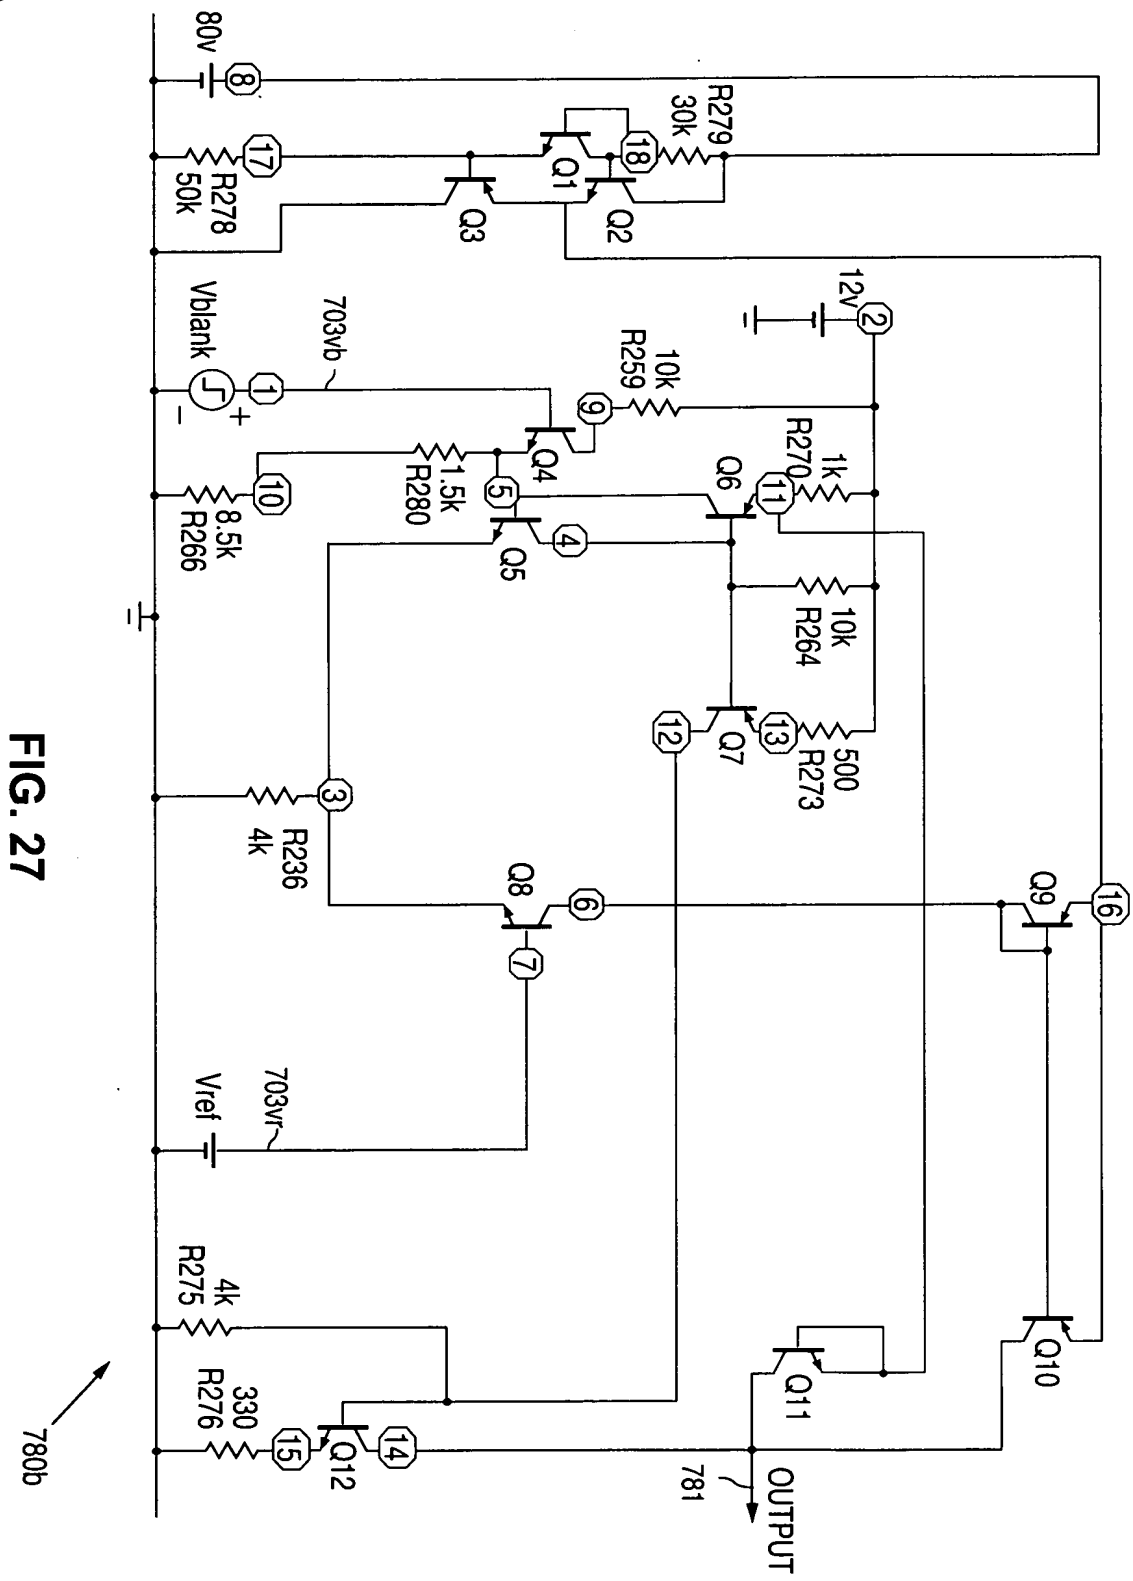 80v
8
R279
30k
18
Q1
Q2
17
R278
50k
Q3
Vblank
703vb
1
12v
2
10k
R259
9
Q4
1k
R270
11
Q6
5
1.5k
R280
10
8.5k
R266
4
Q5
10k
R264
500
R273
13
Q7
12
3
R236
4k
Q8
6
7
Q9
16
Vref
703vr
4k
R275
330
R276
15
Q12
14
Q11
Q10
781
OUTPUT
780b
FIG. 27